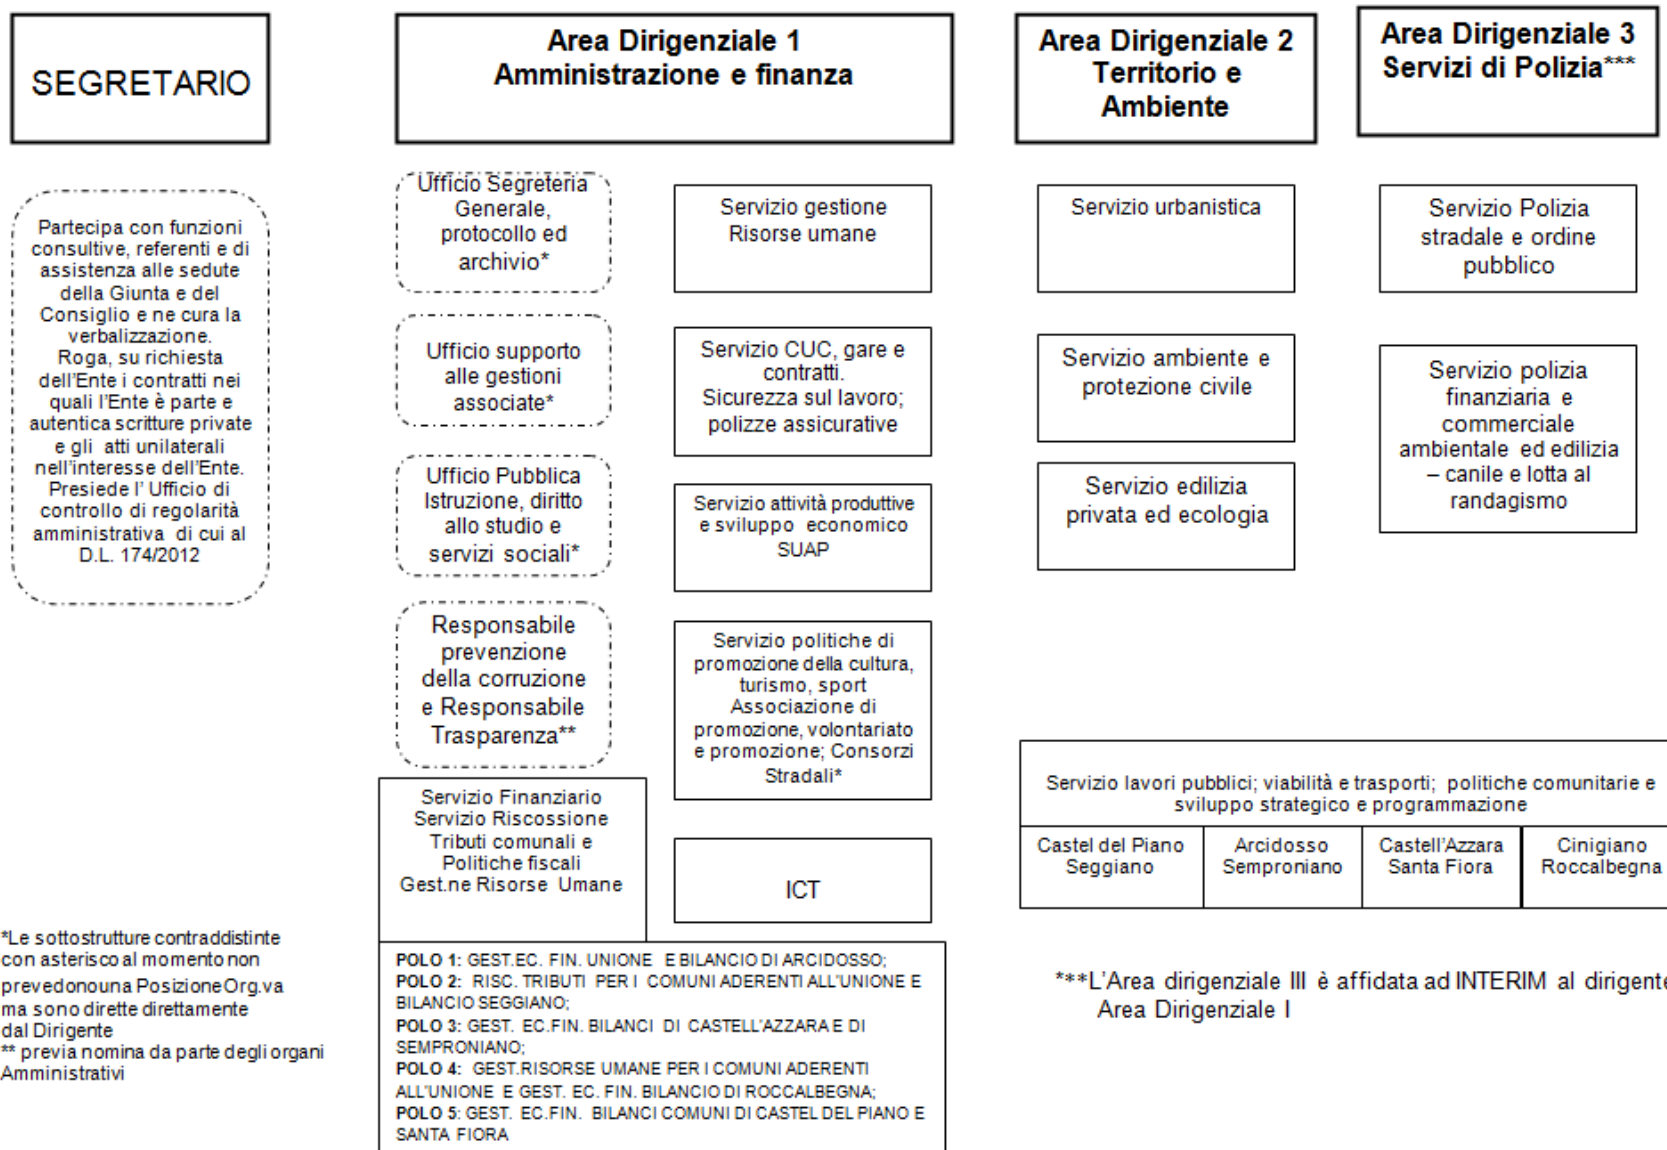 SEGRETARIO
Area Dirigenziale 1
Amministrazione e finanza
Area Dirigenziale 2
Territorio e
Ambiente
Area Dirigenziale 3
Servizi di Polizia***
Partecipa con funzioni
consultive, referenti e di
assistenza alle sedute
della Giunta e del
Consiglio e ne cura la
verbalizzazione.
Roga, su richiesta
dell'Ente i contratti nei
quali l'Ente è parte e
autentica scritture private
e gli atti unilaterali
nell'interesse dell'Ente.
Presiede l' Ufficio di
controllo di regolarità
amministrativa di cui al
D.L. 174/2012
Ufficio Segreteria
Generale,
protocollo ed
archivio*
Ufficio supporto
alle gestioni
associate*
Ufficio Pubblica
Istruzione, diritto
allo studio e
servizi sociali*
Responsabile
prevenzione
della corruzione
e Responsabile
Trasparenza**
Servizio Finanziario
Servizio Riscossione
Tributi comunali e
Politiche fiscali
Gest.ne Risorse Umane
Servizio gestione
Risorse umane
Servizio CUC, gare e
contratti.
Sicurezza sul lavoro;
polizze assicurative
Servizio attività produttive
e sviluppo economico
SUAP
Servizio politiche di
promozione della cultura,
turismo, sport
Associazione di
promozione, volontariato
e promozione; Consorzi
Stradali*
ICT
POLO 1: GEST.EC. FIN. UNIONE E BILANCIO DI ARCIDOSSO;
POLO 2: RISC. TRIBUTI PER I COMUNI ADERENTI ALL'UNIONE E
BILANCIO SEGGIANO;
POLO 3: GEST. EC.FIN. BILANCI DI CASTELL'AZZARA E DI
SEMPRONIANO;
POLO 4: GEST.RISORSE UMANE PER I COMUNI ADERENTI
ALL'UNIONE E GEST. EC. FIN. BILANCIO DI ROCCALBEGNA;
POLO 5: GEST. EC.FIN. BILANCI COMUNI DI CASTEL DEL PIANO E
SANTA FIORA
Servizio urbanistica
Servizio ambiente e
protezione civile
Servizio edilizia
privata ed ecologia
Servizio Polizia
stradale e ordine
pubblico
Servizio polizia
finanziaria e
commerciale
ambientale ed edilizia
– canile e lotta al
randagismo
Servizio lavori pubblici; viabilità e trasporti; politiche comunitarie e
sviluppo strategico e programmazione
Castel del Piano
Seggiano
Arcidosso
Semproniano
Castell'Azzara
Santa Fiora
Cinigiano
Roccalbegna
*Le sottostrutture contraddistinte
con asterisco al momento non
prevedonouna Posizione Org.va
ma sono dirette direttamente
dal Dirigente
** previa nomina da parte degli organi
Amministrativi
***L'Area dirigenziale III è affidata ad INTERIM al dirigente
Area Dirigenziale I